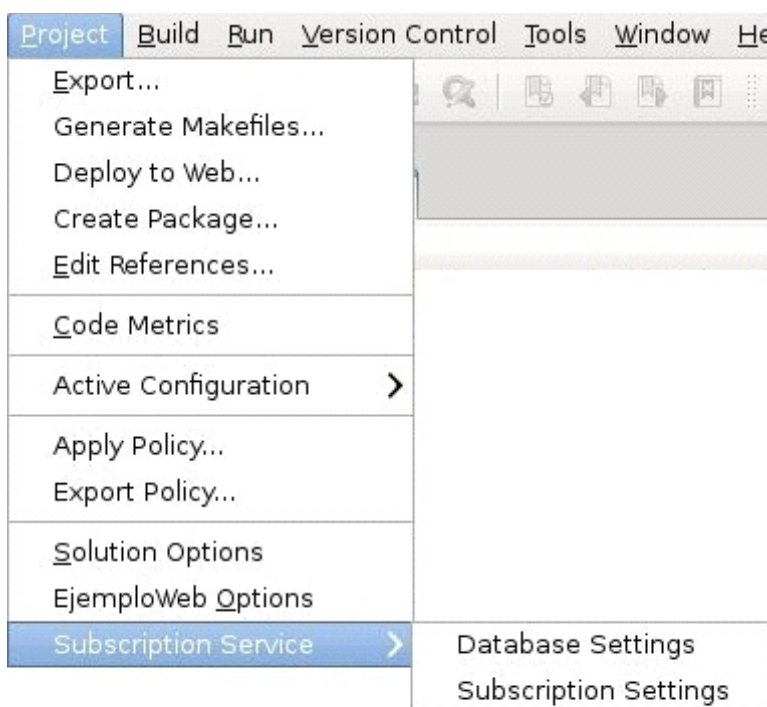 Project Build Run Version Control Tools Window He
Export...
Generate Makefiles...
Deploy to Web...
Create Package...
Edit References...
Code Metrics
Active Configuration
Apply Policy...
Export Policy...
Solution Options
EjemploWeb Options
Subscription Service
Database Settings
Subscription Settings